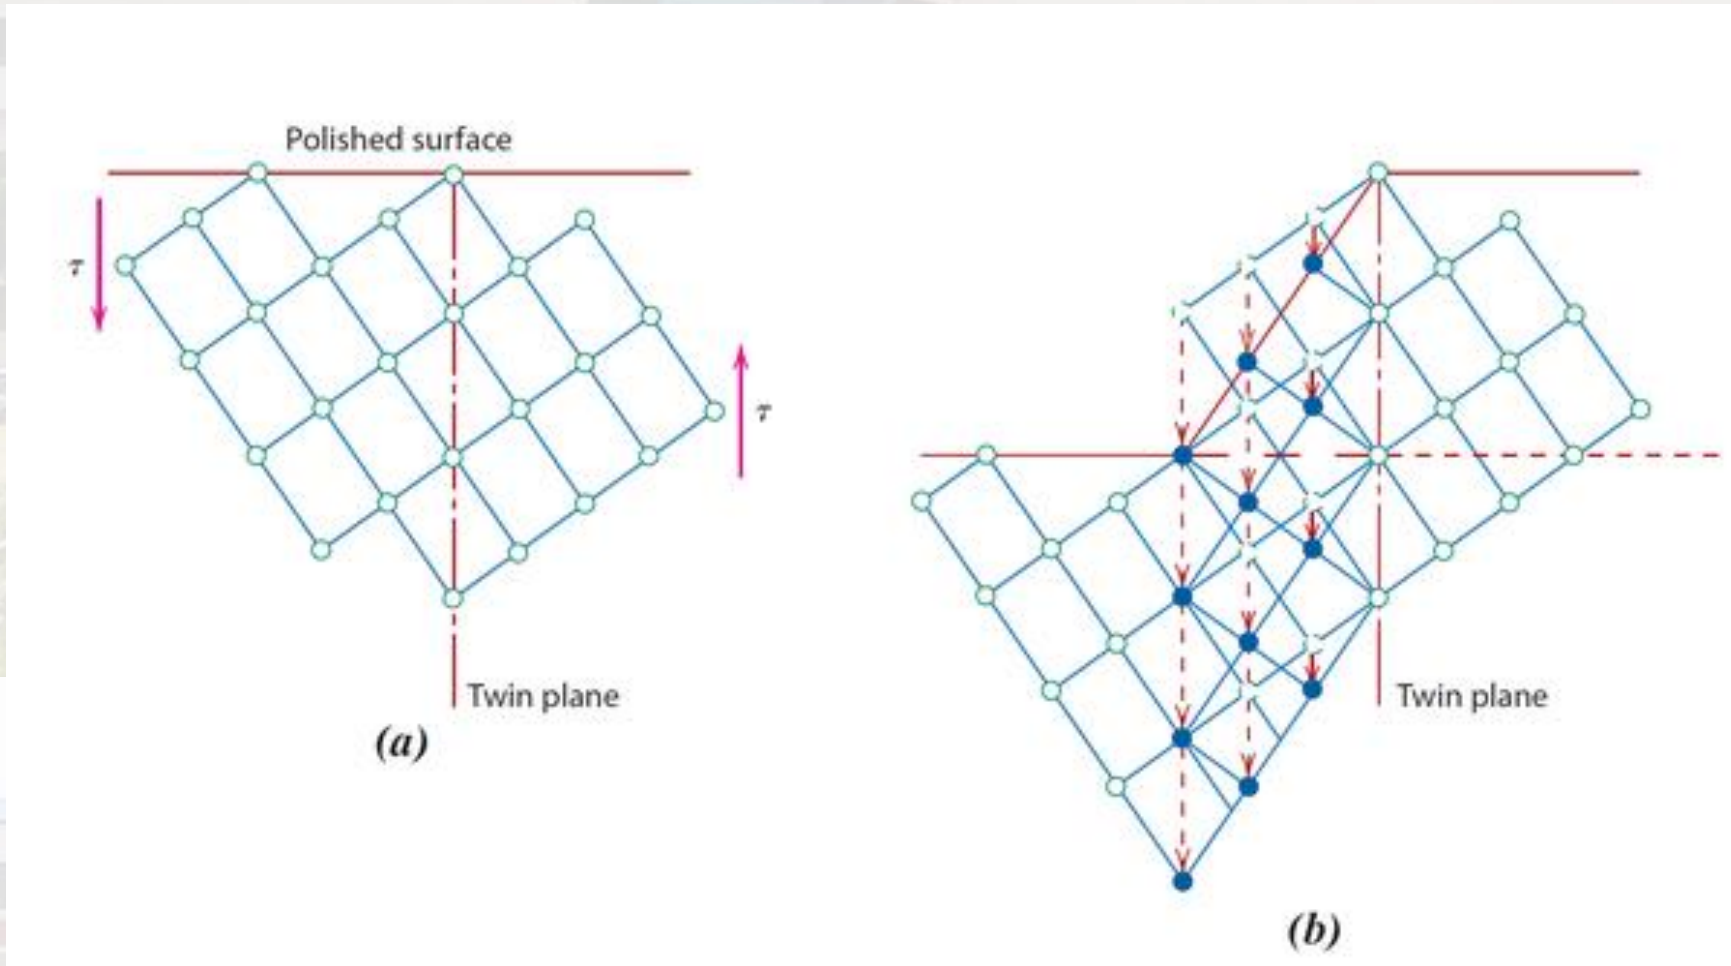 Polished surface
τ
τ
Twin plane
(a)
Twin plane
(b)